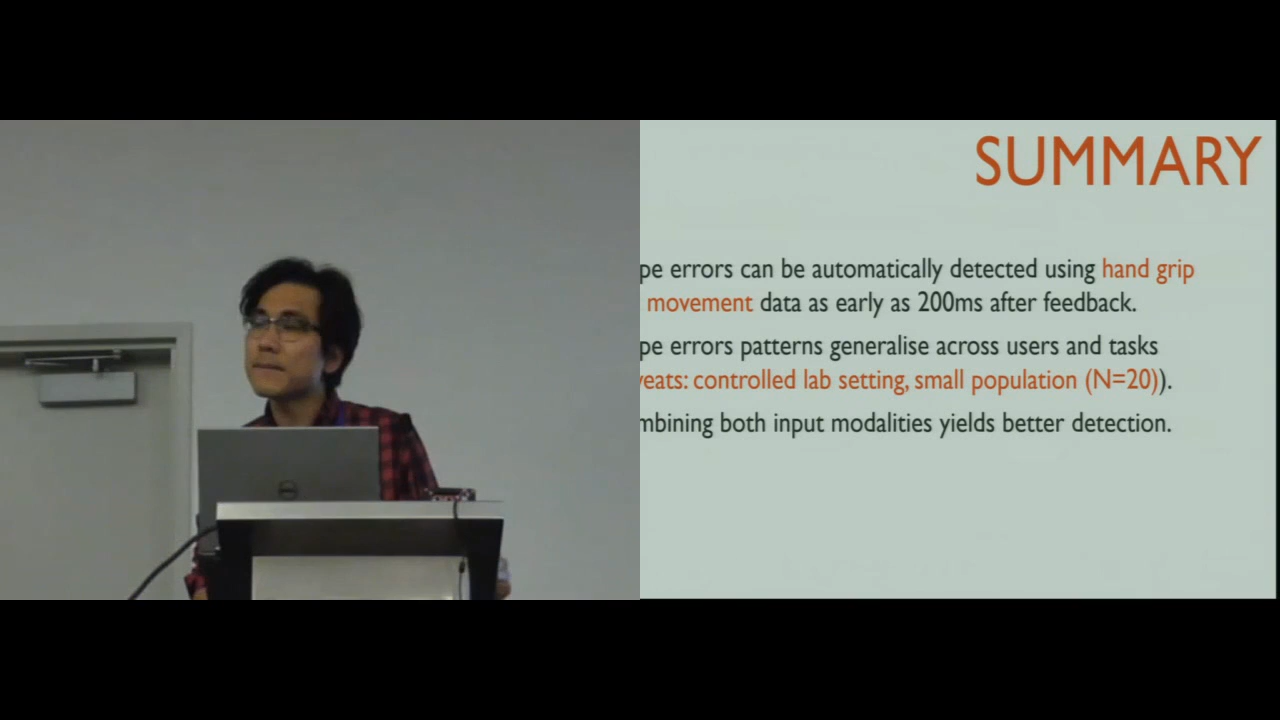 SUMMARY
pe errors can be automatically detected using hand grip
movement data as early as 200ms after feedback.
pe errors patterns generalise across users and tasks
eats: controlled lab setting, small population (N=20)).
mbining both input modalities yields better detection.